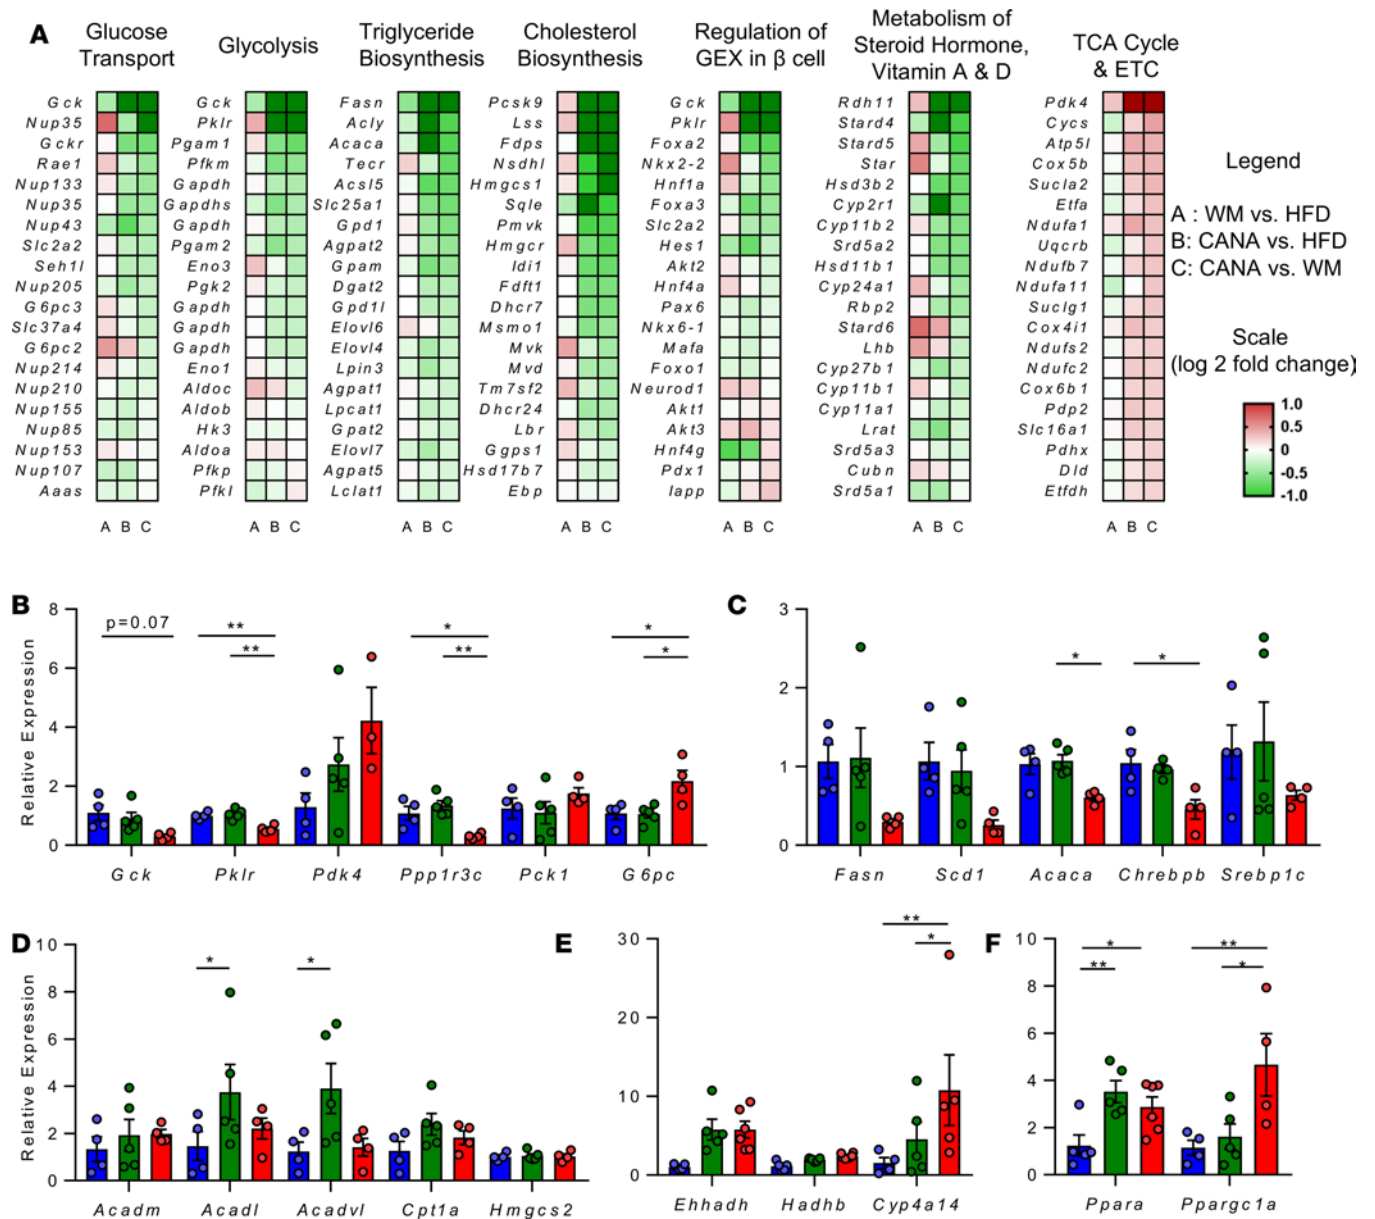 A
Glucose
Transport
Glycolysis
Triglyceride
Biosynthesis
Cholesterol
Biosynthesis
Regulation of
GEX in β cell
Metabolism of
Steroid Hormone,
Vitamin A & D
TCA Cycle
& ETC
Gck
Nup35
Gckr
Rae1
Nup133
Nup35
Nup43
Slc2a2
Seh1l
Nup205
G6pc3
Slc37a4
G6pc2
Nup214
Nup210
Nup155
Nup85
Nup153
Nup107
Aaas
A B C
Gck
Pklr
Pgam1
Pfkm
Gapdh
Gapdhs
Gapdh
Pgam2
Eno3
Pgk2
Gapdh
Gapdh
Gapdh
Eno1
Aldoc
Aldob
Hk3
Aldoa
Pfkp
Pfkl
A B C
Fasn
Acly
Acaca
Tecr
Acsl5
Slc25a1
Gpd1
Agpat2
Gpam
Dgat2
Gpd1l
Elovl6
Elovl4
Lpin3
Agpat1
Lpcat1
Gpat2
Elovl7
Agpat5
Lclat1
A B C
Pcsk9
Lss
Fdps
Nsdhl
Hmgcs1
Sqle
Pmvk
Hmgcr
Idi1
Fdft1
Dhcr7
Msmo1
Mvk
Mvd
Tm7sf2
Dhcr24
Lbr
Ggps1
Hsd17b7
Ebp
A B C
Gck
Pklr
Foxa2
Nkx2-2
Hnf1a
Foxa3
Slc2a2
Hes1
Akt2
Hnf4a
Pax6
Nkx6-1
Mafa
Foxo1
Neurod1
Akt1
Akt3
Hnf4g
Pdx1
Iapp
A B C
Rdh11
Stard4
Stard5
Star
Hsd3b2
Cyp2r1
Cyp11b2
Srd5a2
Hsd11b1
Cyp24a1
Rbp2
Stard6
Lhb
Cyp27b1
Cyp11b1
Cyp11a1
Lrat
Srd5a3
Cubn
Srd5a1
A B C
Pdk4
Cycs
Atp5l
Cox5b
Sucla2
Etfa
Ndufa1
Uqcrb
Ndufb7
Ndufa11
Suclg1
Cox4i1
Ndufs2
Ndufc2
Cox6b1
Pdp2
Slc16a1
Pdhx
Dld
Etfdh
A B C
Legend
A : WM vs. HFD
B: CANA vs. HFD
C: CANA vs. WM
Scale
(log 2 fold change)
1.0
0.5
0
-0.5
-1.0
B
Relative Expression
8
6
4
2
0
p=0.07
**
**
*
**
*
*
Gck Pklr Pdk4 Ppp1r3c Pck1 G6pc
C
3
2
1
0
*
*
Fasn Scd1 Acaca Chrebpb Srebp1c
D
Relative Expression
10
8
6
4
2
0
*
*
Acadm Acadl Acadvl Cpt1a Hmgcs2
E
30
20
10
0
**
*
Ehhadh Hadhb Cyp4a14
F
10
8
6
4
2
0
*
**
**
*
Ppara Ppargc1a